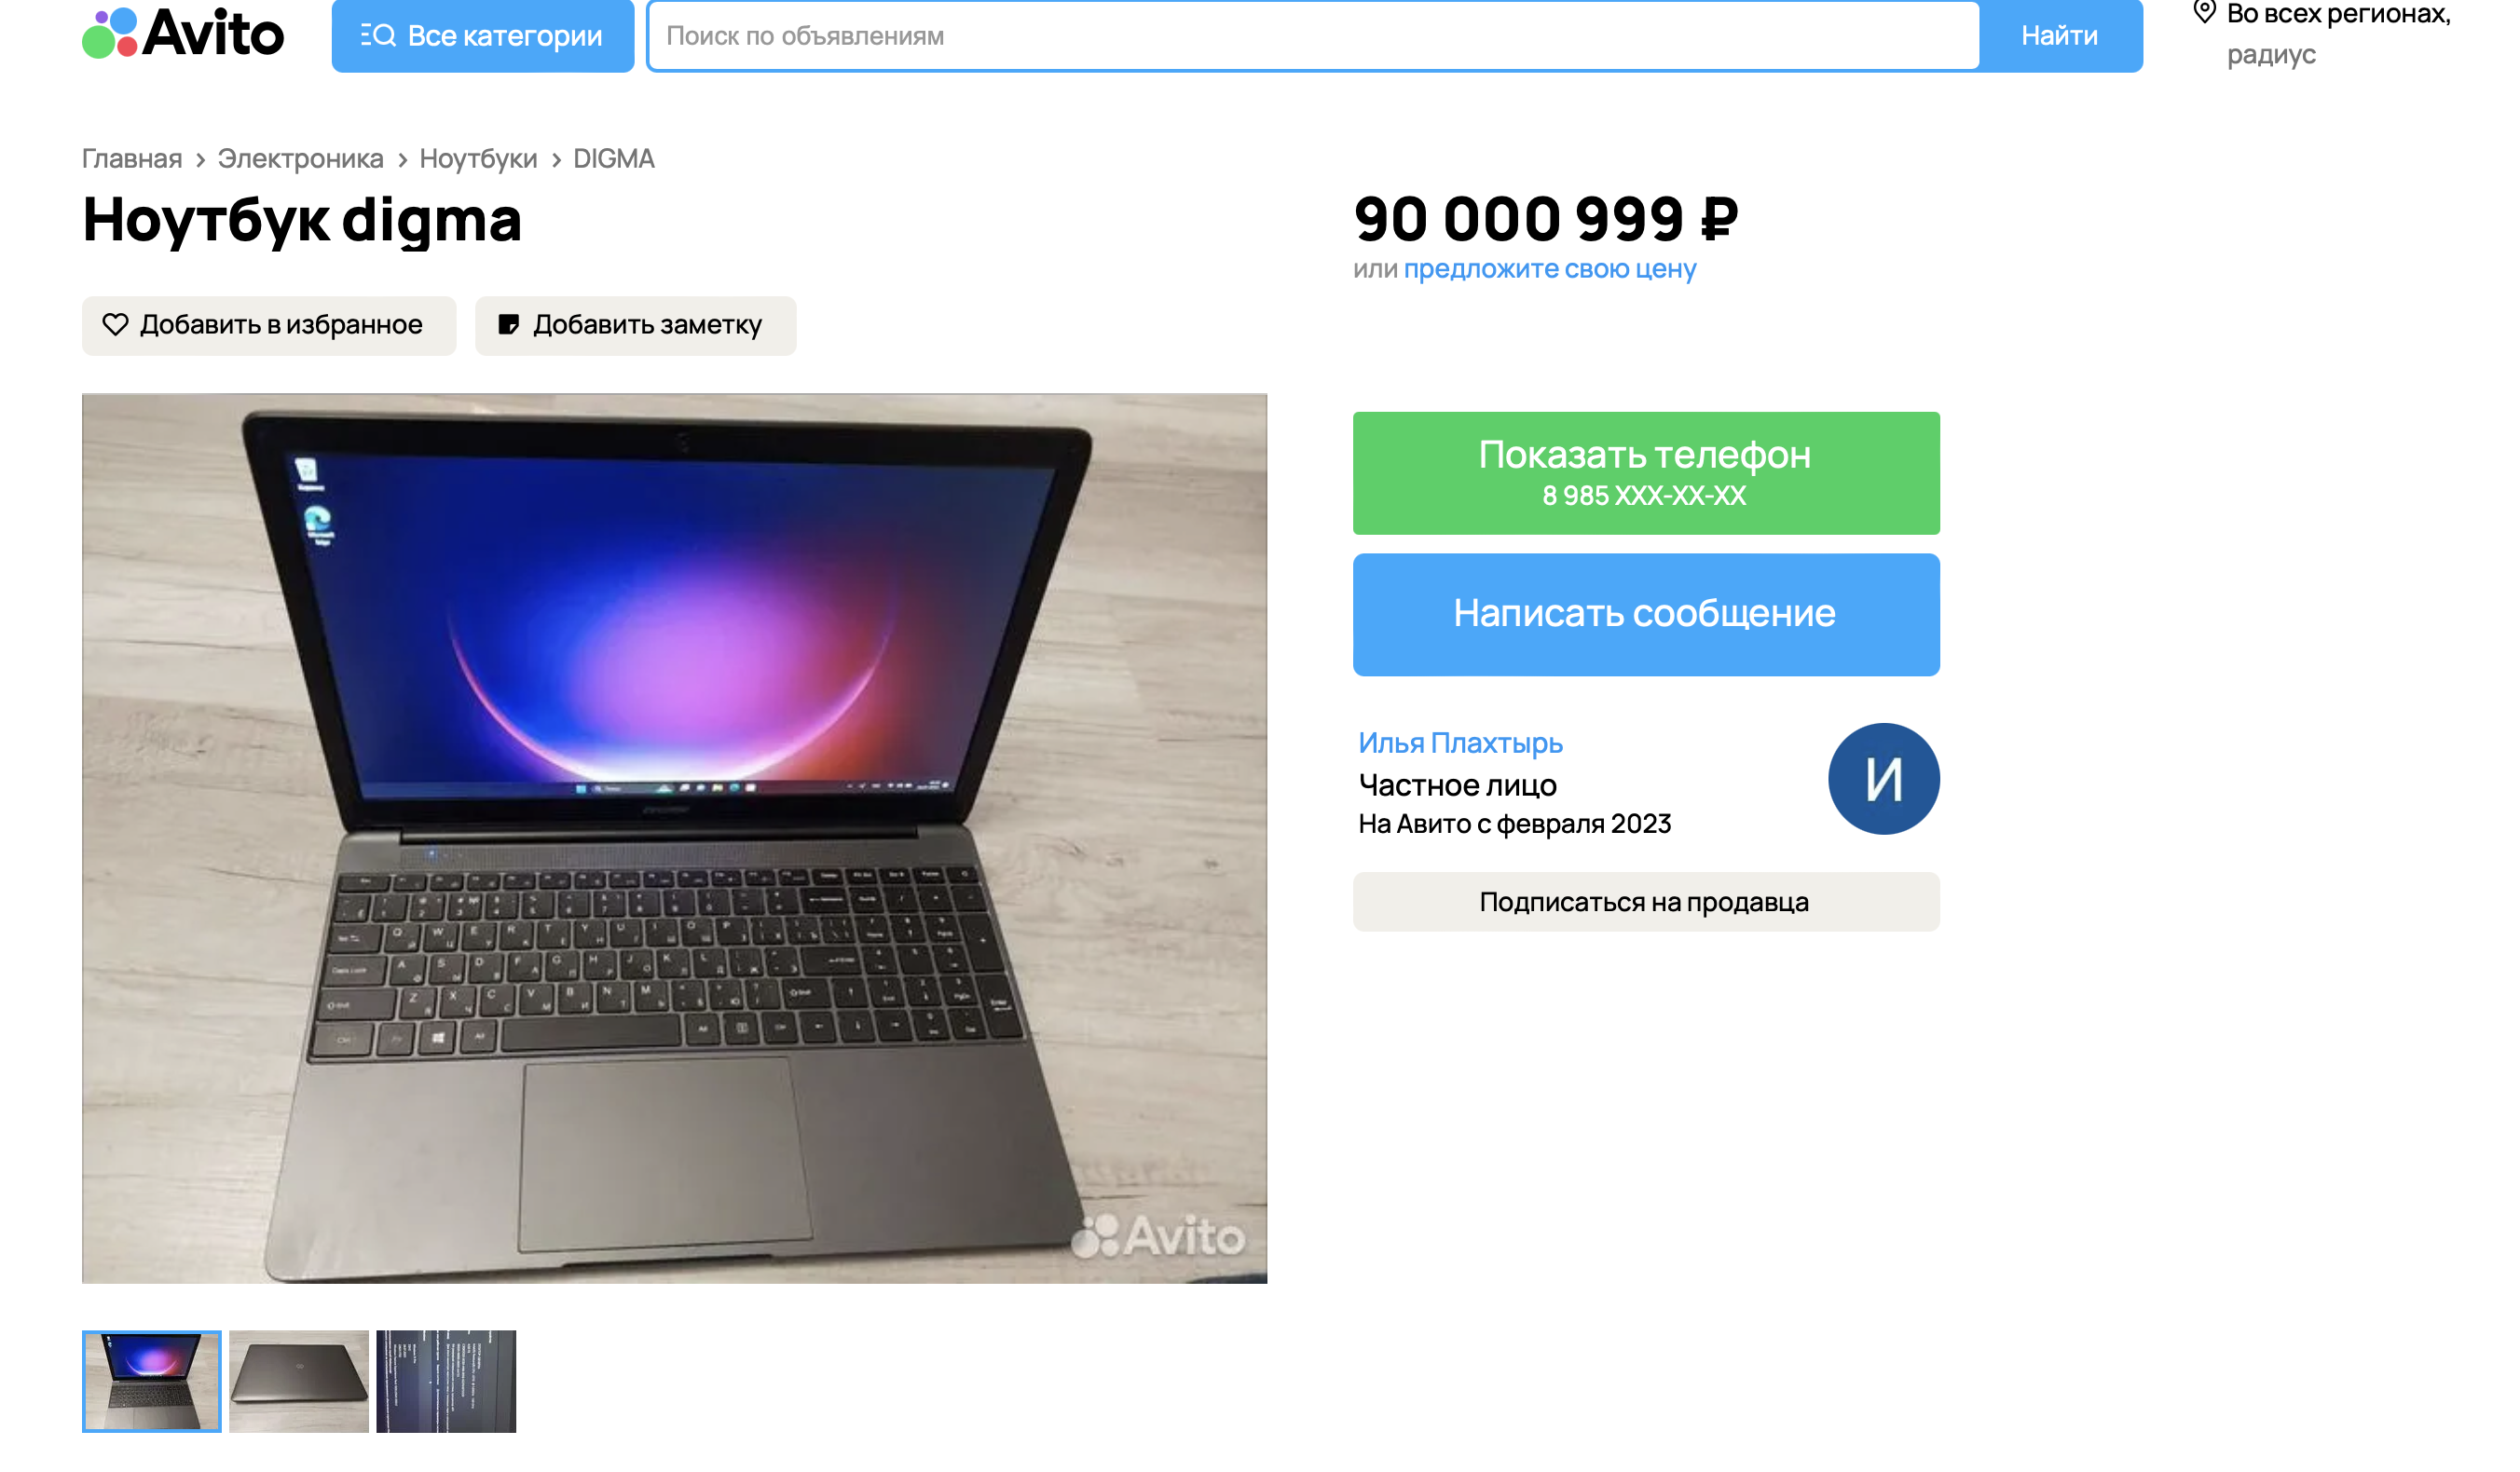 Avito
Все категории
Поиск по объявлениям
Найти
Во всех регионах,
радиус
Главная › Электроника › Ноутбуки › DIGMA
Ноутбук digma
90 000 999 ₽
или предложите свою цену
Добавить в избранное
Добавить заметку
Показать телефон
8 985 XXX-XX-XX
Написать сообщение
Илья Плахтырь
Частное лицо
На Авито с февраля 2023
И
Подписаться на продавца
Q W E R T Y U I O P
A S D F G H J K L
Z X C V B N M
Avito